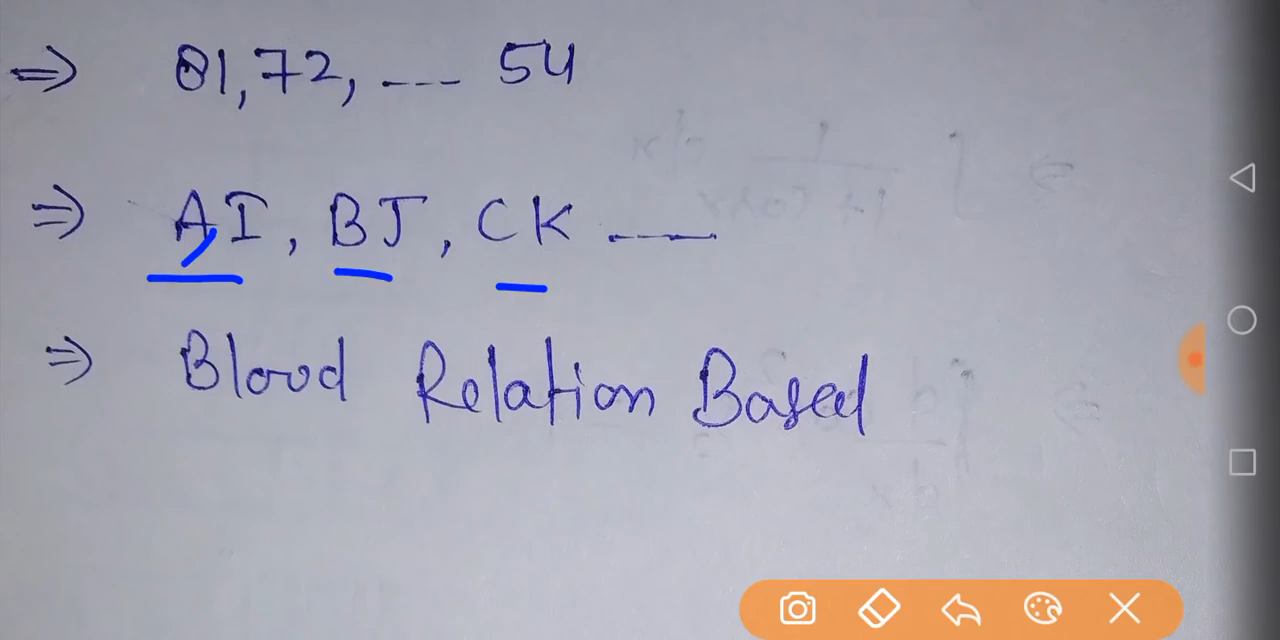 ⇒ 81,72, --- 54
⇒ AI, BJ, CK ---
⇒ Blood Relation Based